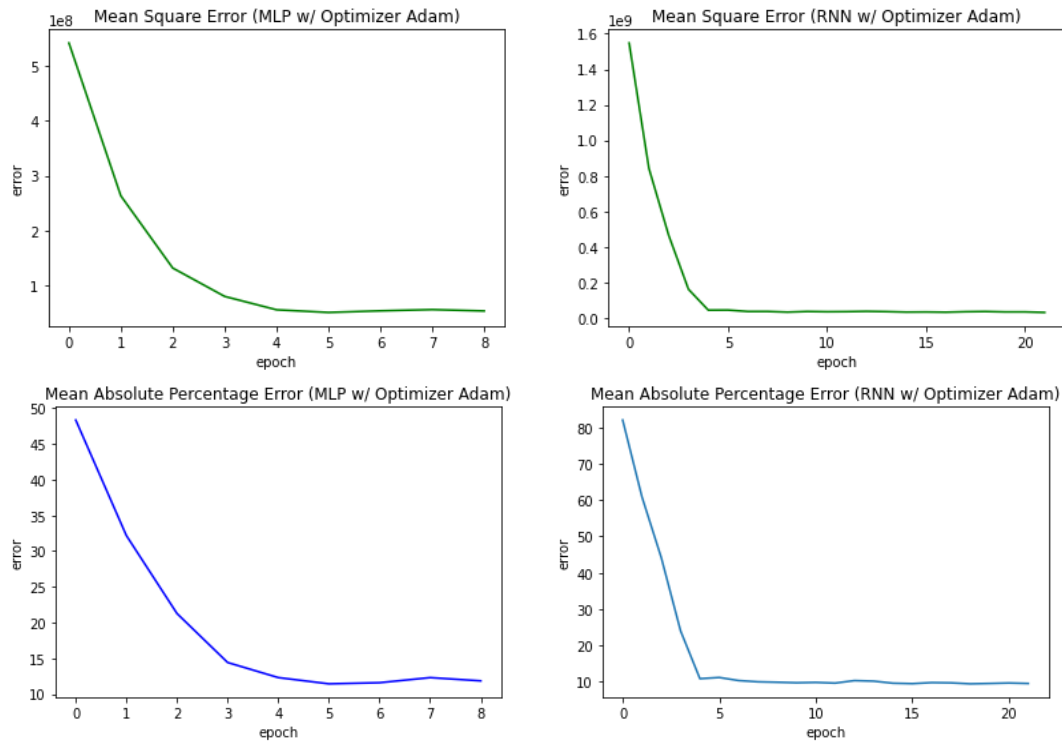 Mean Square Error (MLP w/ Optimizer Adam)
1e8
5
4
3
2
1
error
0 1 2 3 4 5 6 7 8
epoch
Mean Square Error (RNN w/ Optimizer Adam)
1e9
1.6
1.4
1.2
1.0
0.8
0.6
0.4
0.2
0.0
error
0 5 10 15 20
epoch
Mean Absolute Percentage Error (MLP w/ Optimizer Adam)
50
45
40
35
30
25
20
15
10
error
0 1 2 3 4 5 6 7 8
epoch
Mean Absolute Percentage Error (RNN w/ Optimizer Adam)
80
70
60
50
40
30
20
10
error
0 5 10 15 20
epoch